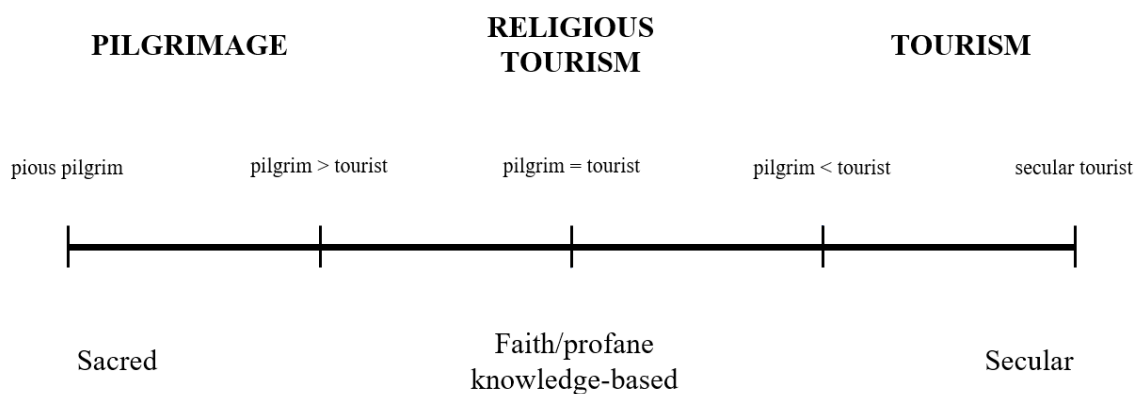 PILGRIMAGE
RELIGIOUS
TOURISM
TOURISM
pious pilgrim
pilgrim > tourist
pilgrim = tourist
pilgrim < tourist
secular tourist
Sacred
Faith/profane
knowledge-based
Secular